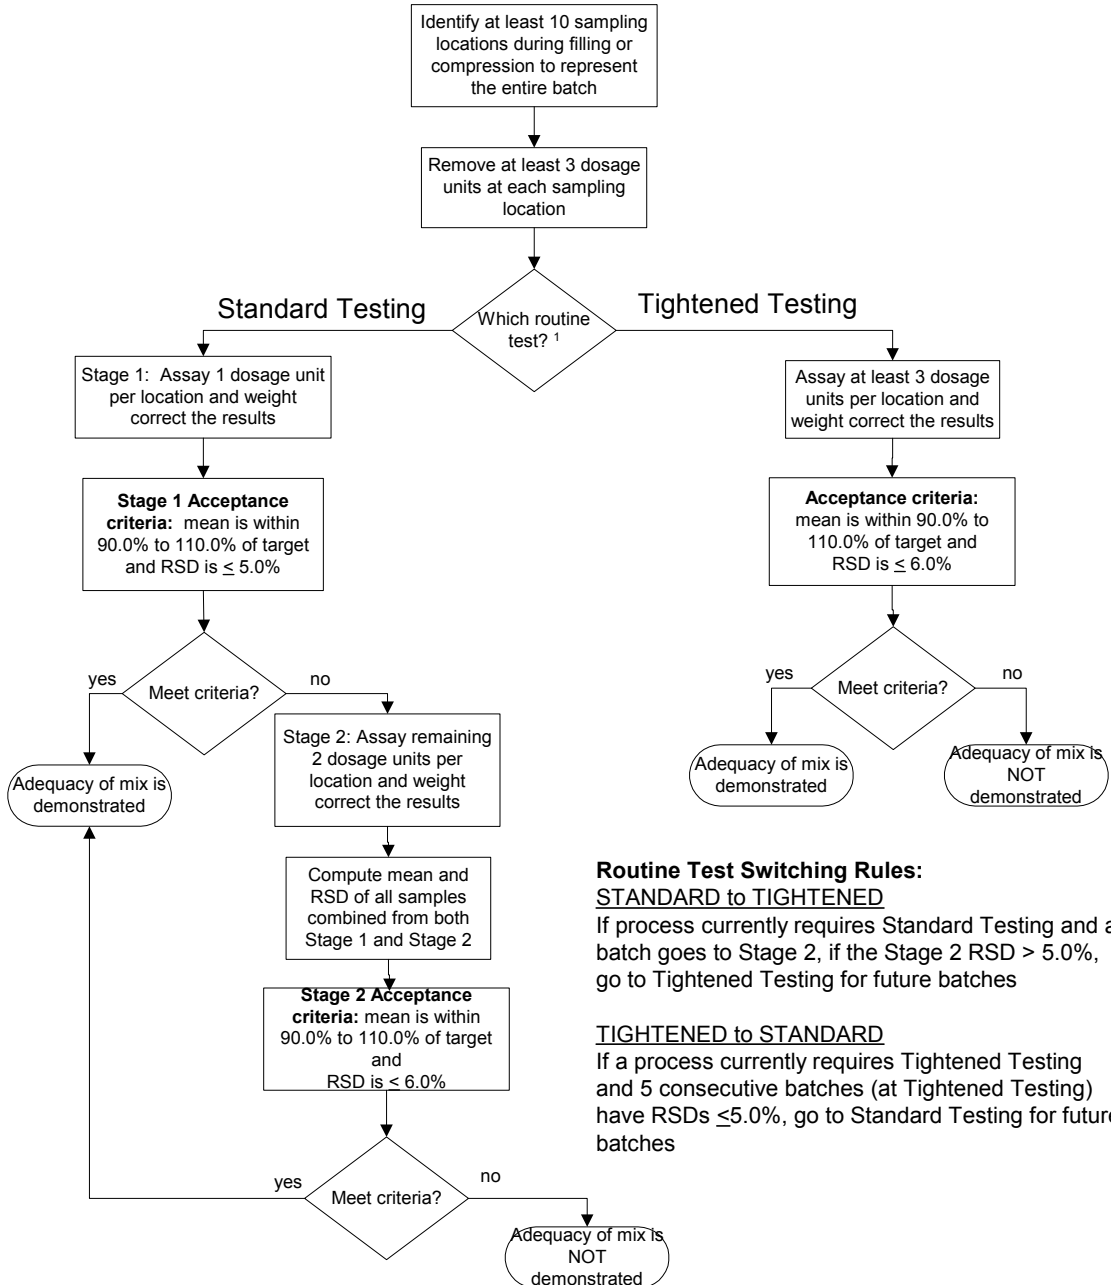 Identify at least 10 sampling
locations during filling or
compression to represent
the entire batch
Remove at least 3 dosage
units at each sampling
location
Which routine
test? 1
Standard Testing
Tightened Testing
Stage 1:  Assay 1 dosage unit
per location and weight
correct the results
Stage 1 Acceptance
criteria:  mean is within
90.0% to 110.0% of target
and RSD is ≤ 5.0%
Meet criteria?
yes
no
Adequacy of mix is
demonstrated
Stage 2: Assay remaining
2 dosage units per
location and weight
correct the results
Compute mean and
RSD of all samples
combined from both
Stage 1 and Stage 2
Stage 2 Acceptance
criteria: mean is within
90.0% to 110.0% of target
and
RSD is ≤ 6.0%
Meet criteria?
yes
no
Adequacy of mix is
NOT
demonstrated
Assay at least 3 dosage
units per location and
weight correct the results
Acceptance criteria:
mean is within 90.0% to
110.0% of target and
RSD is ≤ 6.0%
Meet criteria?
yes
no
Adequacy of mix is
demonstrated
Adequacy of mix is
NOT
demonstrated
Routine Test Switching Rules:
STANDARD to TIGHTENED
If process currently requires Standard Testing and a
batch goes to Stage 2, if the Stage 2 RSD > 5.0%,
go to Tightened Testing for future batches
TIGHTENED to STANDARD
If a process currently requires Tightened Testing
and 5 consecutive batches (at Tightened Testing)
have RSDs ≤5.0%, go to Standard Testing for future
batches